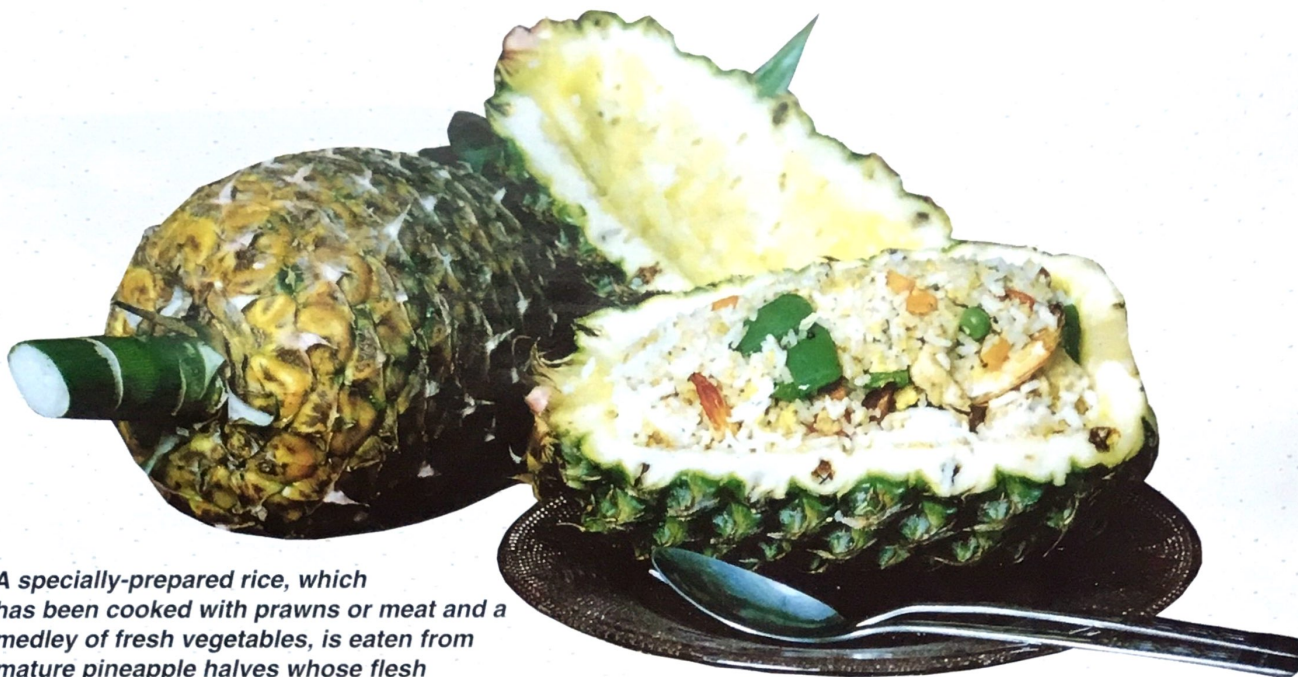 A specially-prepared rice, which
has been cooked with prawns or meat and a
medley of fresh vegetables, is eaten from
mature pineapple halves whose flesh